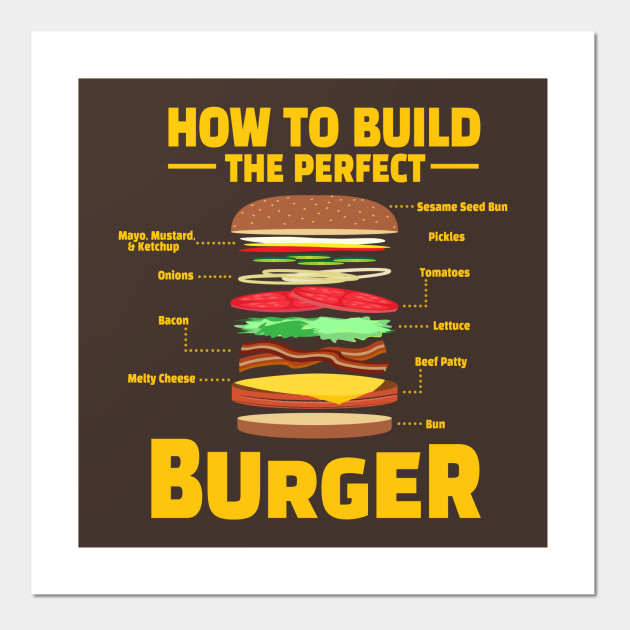 HOW TO BUILD
THE PERFECT
Sesame Seed Bun
Mayo, Mustard,
& Ketchup
Pickles
Onions
Tomatoes
Bacon
Lettuce
Beef Patty
Melty Cheese
Bun
BURGER